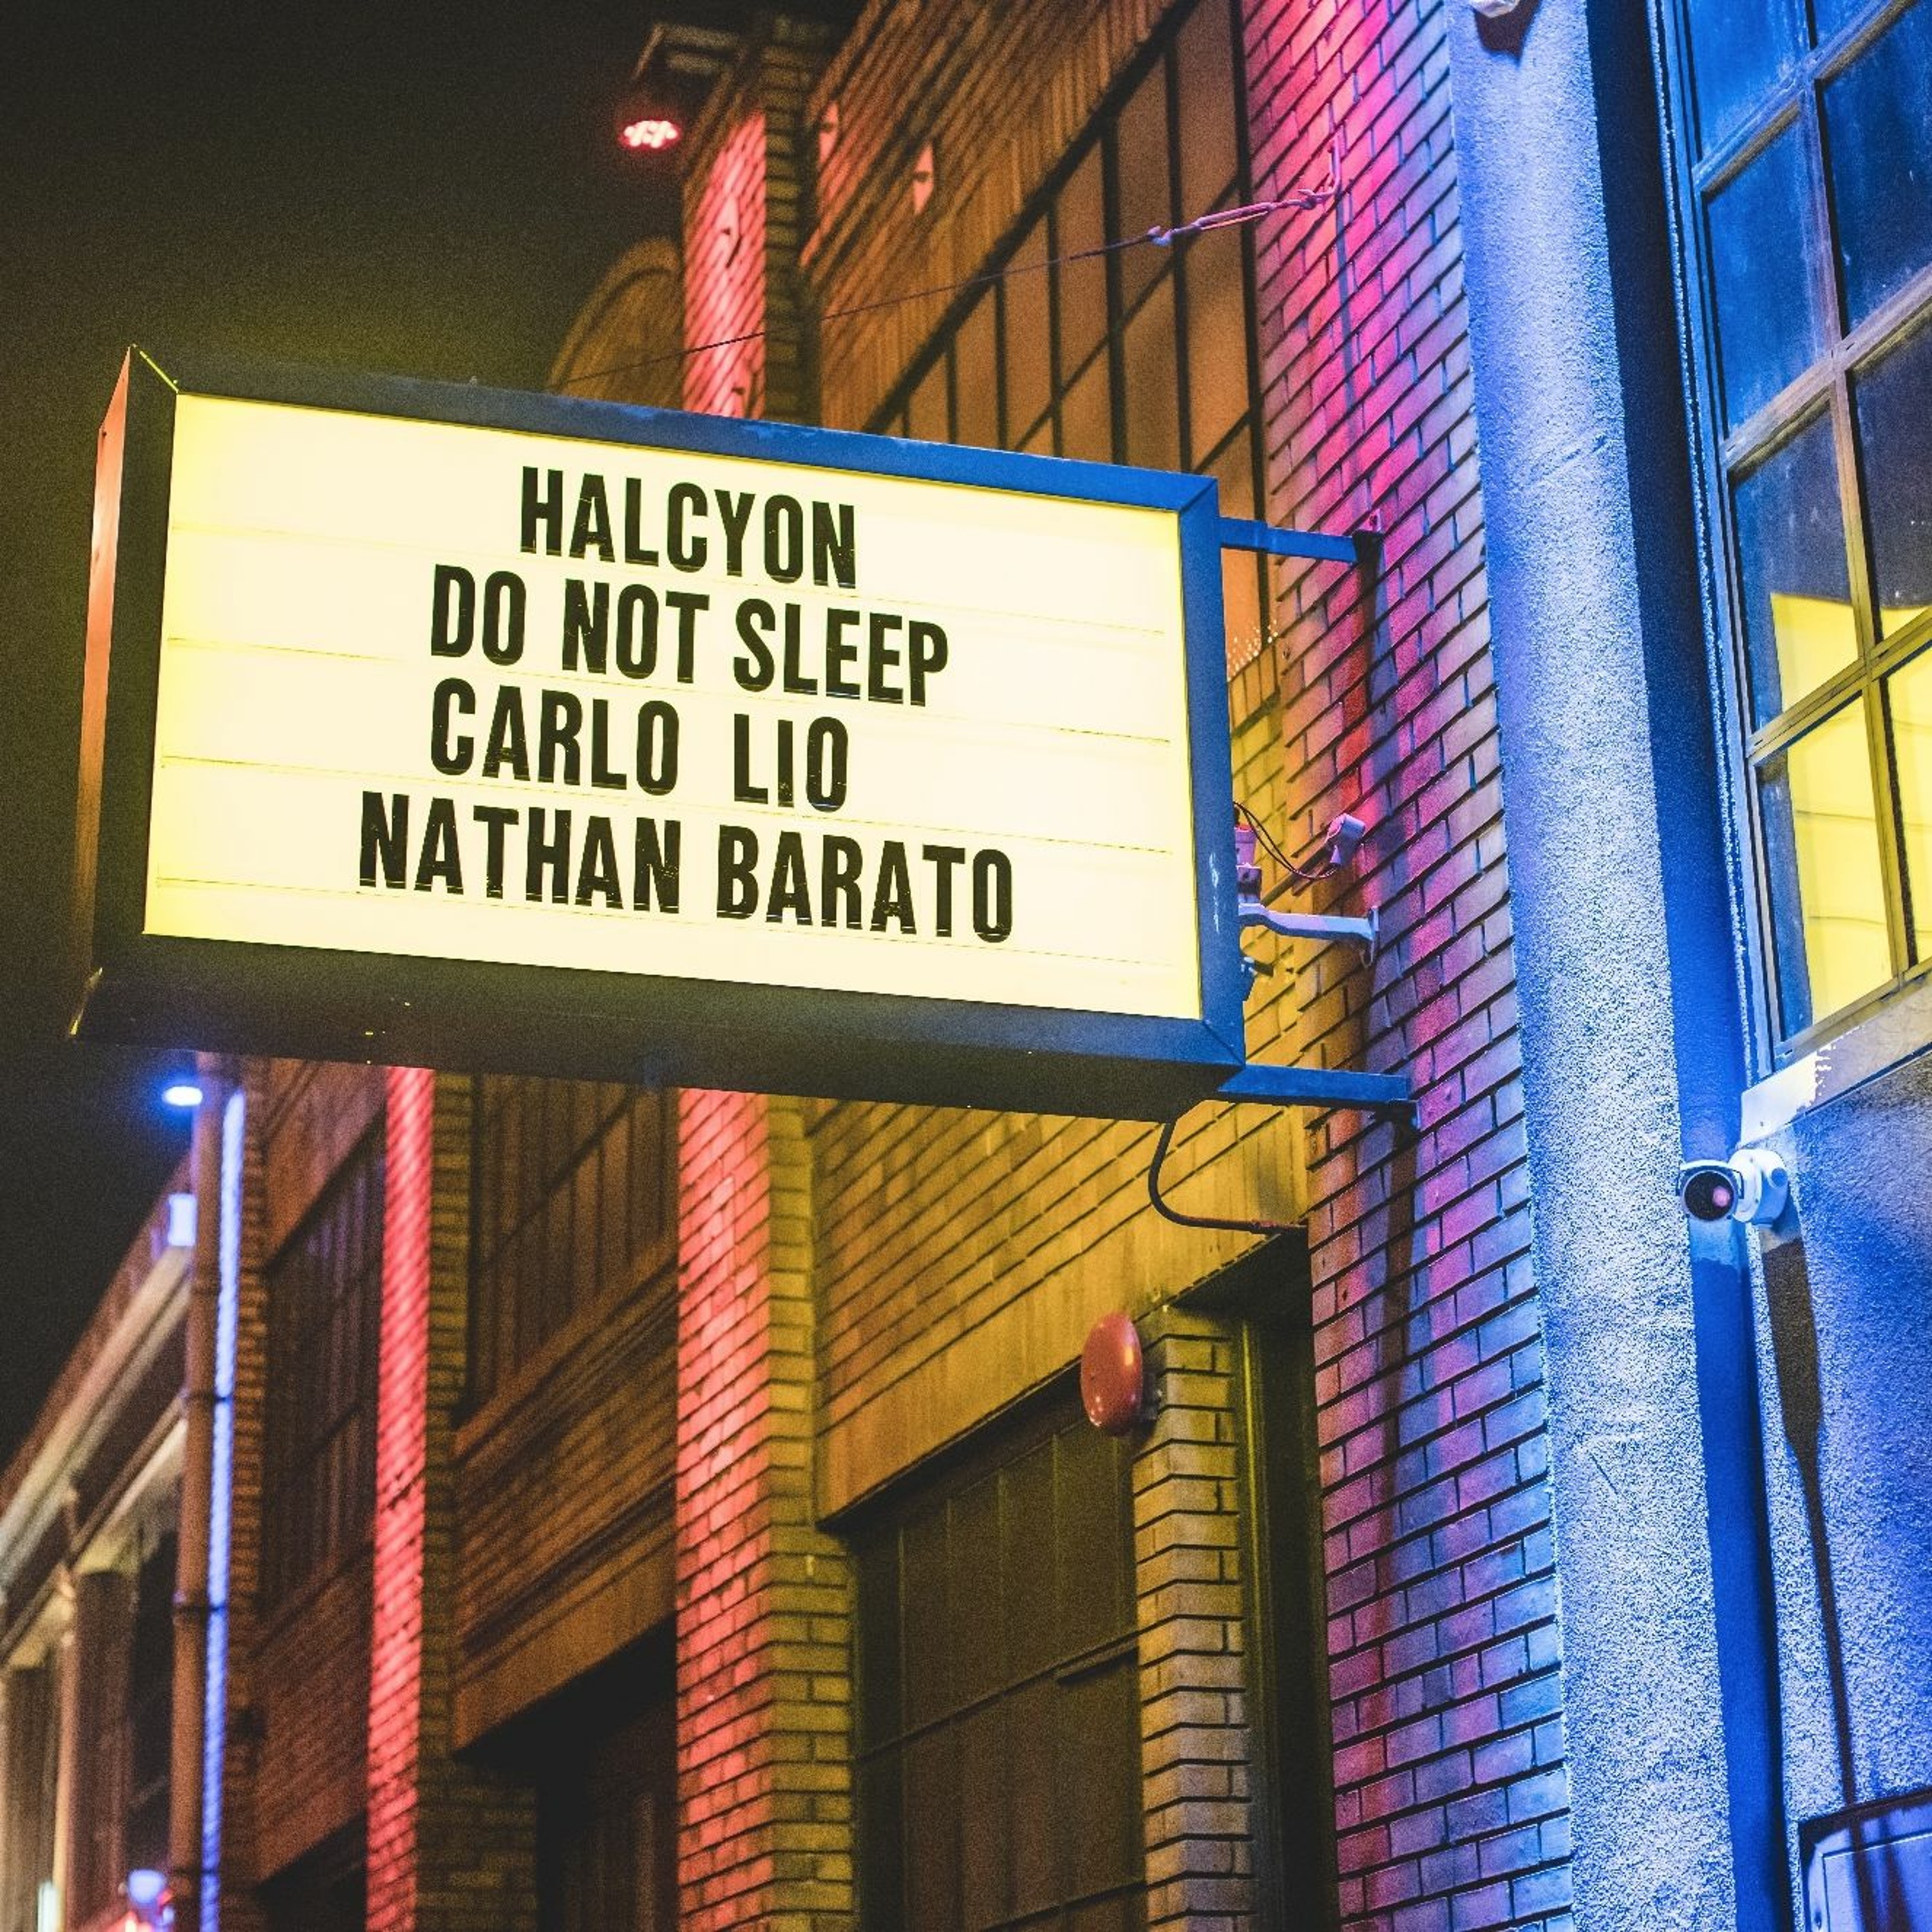 HALCYON
DO NOT SLEEP
CARLO LIO
NATHAN BARATO